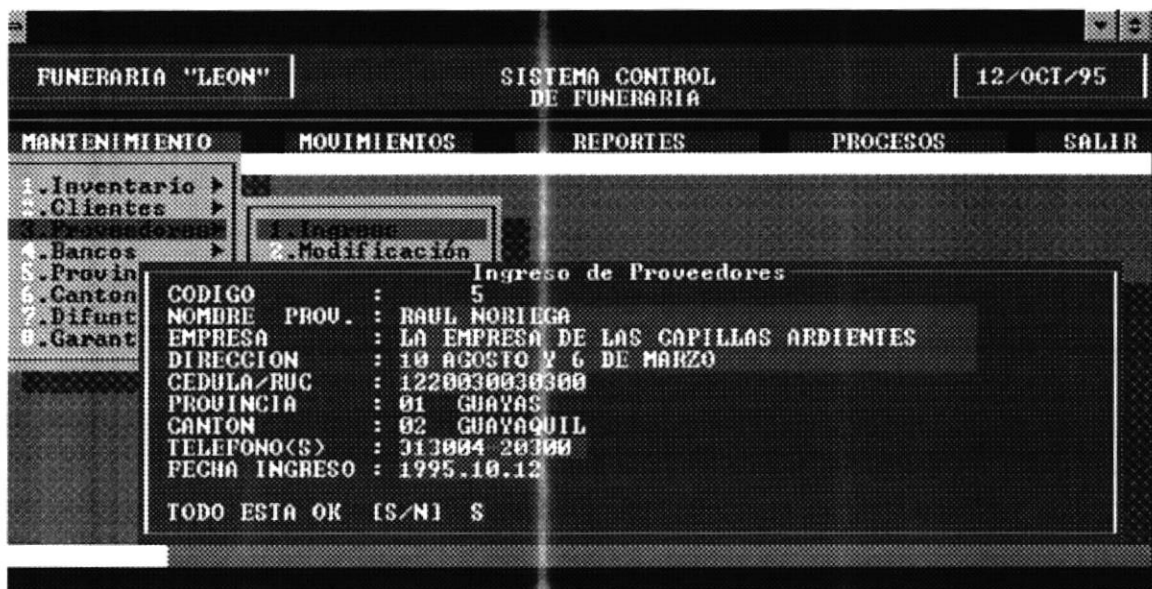 FUNERARIA "LEON"
SISTEMA CONTROL
DE FUNERARIA
12/OCT/95
MANTENIMIENTO MOVIMIENTOS REPORTES PROCESOS SALIR
1.Inventario
2.Clientes
3.Proveedores
4.Bancos
5.Provin
6.Canton
7.Difunt
8.Garant
1.Ingreso
2.Modificación
Ingreso de Proveedores
CODIGO : 5
NOMBRE PROV. : RAUL NORIEGA
EMPRESA : LA EMPRESA DE LAS CAPILLAS ARDIENTES
DIRECCION : 10 AGOSTO Y 6 DE MARZO
CEDULA/RUC : 1220030030300
PROVINCIA : 01 GUAYAS
CANTON : 02 GUAYAQUIL
TELEFONO(S) : 313004 20300
FECHA INGRESO : 1995.10.12
TODO ESTA OK [S/N] S